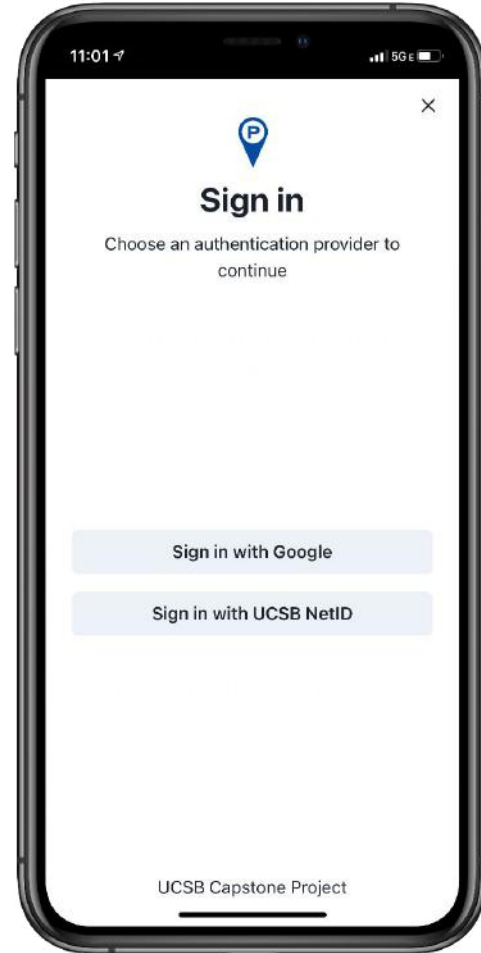 11:01
5G E
P
Sign in
Choose an authentication provider to
continue
Sign in with Google
Sign in with UCSB NetID
UCSB Capstone Project